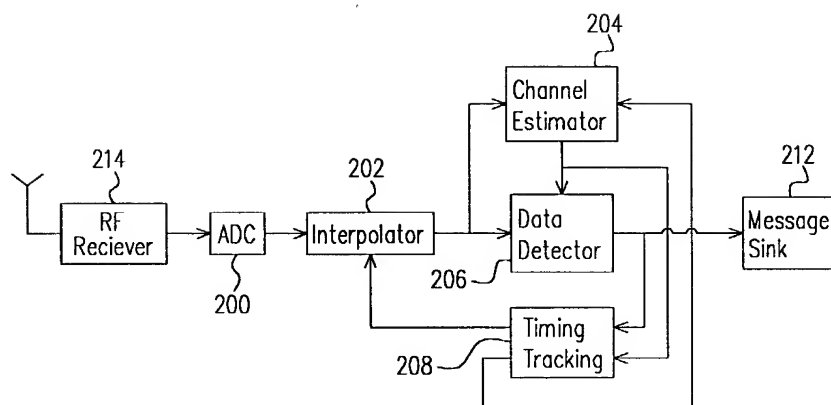 204
Channel
Estimator
214
202
212
RF
Reciever
ADC
Interpolator
Data
Detector
Message
Sink
200
206
Timing
Tracking
208